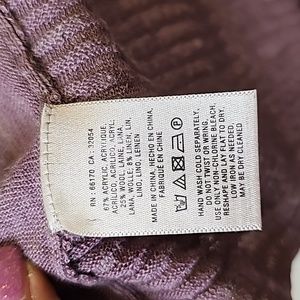 RN : 66170 CA : 32054
67% ACRYLIC, ACRYLIQUE,
ACRÍLICO, ACRILICO, ACRYL;
25% WOOL, LAINE, LANA,
LANA, WOLLE; 8% LINEN, LIN,
LINO, LINO, LEINEN
MADE IN CHINA, HECHO EN CHINA,
FABRIQUÉ EN CHINE
HAND WASH COLD SEPARATELY.
DO NOT TWIST OR WRING.
USE ONLY NON-CHLORINE BLEACH.
RESHAPE AND LAY FLAT TO DRY.
LOW IRON AS NEEDED.
MAY BE DRY CLEANED